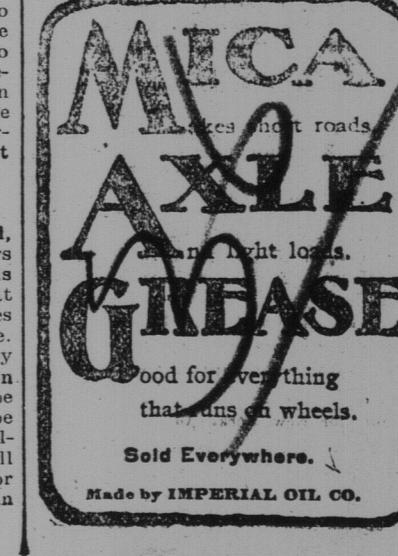 MICA
Makes short roads.
AXLE
And light loads.
GREASE
Good for everything
that runs on wheels.
Sold Everywhere.
Made by IMPERIAL OIL CO.